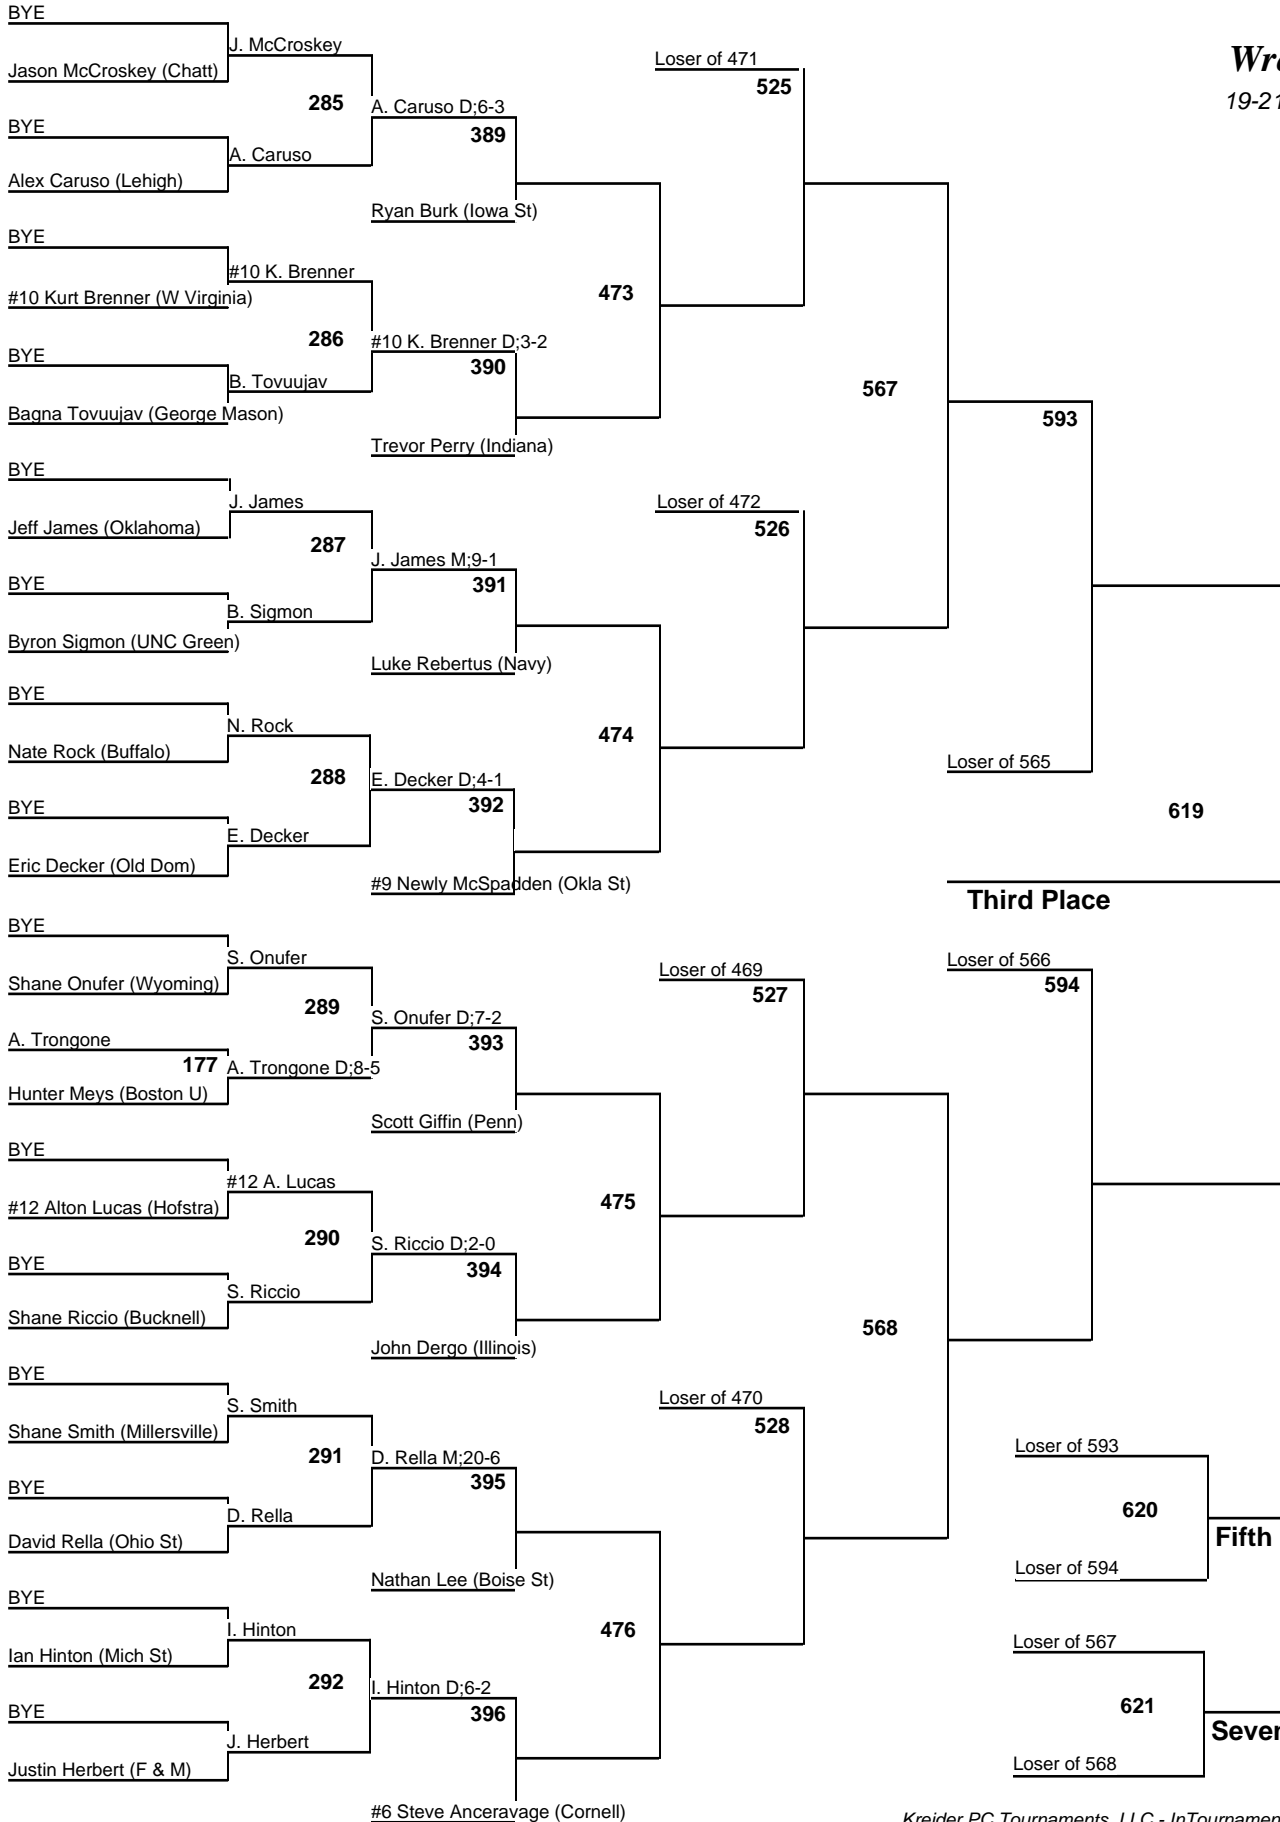 BYE
J. McCroskey
Jason McCroskey (Chatt)
285
A. Caruso D;6-3
389
BYE
A. Caruso
Alex Caruso (Lehigh)
Ryan Burk (Iowa St)
BYE
#10 K. Brenner
#10 Kurt Brenner (W Virginia)
473
286
#10 K. Brenner D;3-2
390
BYE
B. Tovuujav
Bagna Tovuujav (George Mason)
Trevor Perry (Indiana)
Loser of 471
525
567
593
BYE
J. James
Jeff James (Oklahoma)
287
J. James M;9-1
391
BYE
B. Sigmon
Byron Sigmon (UNC Green)
Luke Rebertus (Navy)
Loser of 472
526
BYE
N. Rock
Nate Rock (Buffalo)
474
288
E. Decker D;4-1
392
BYE
E. Decker
Eric Decker (Old Dom)
#9 Newly McSpadden (Okla St)
Loser of 565
619
Third Place
BYE
S. Onufer
Shane Onufer (Wyoming)
289
S. Onufer D;7-2
393
A. Trongone
177
A. Trongone D;8-5
Hunter Meys (Boston U)
Scott Giffin (Penn)
Loser of 469
527
Loser of 566
594
BYE
#12 A. Lucas
#12 Alton Lucas (Hofstra)
475
290
S. Riccio D;2-0
394
BYE
S. Riccio
Shane Riccio (Bucknell)
John Dergo (Illinois)
568
BYE
S. Smith
Shane Smith (Millersville)
291
D. Rella M;20-6
395
BYE
D. Rella
David Rella (Ohio St)
Nathan Lee (Boise St)
Loser of 470
528
Loser of 593
620
Fifth
Loser of 594
BYE
I. Hinton
Ian Hinton (Mich St)
476
292
I. Hinton D;6-2
396
BYE
J. Herbert
Justin Herbert (F & M)
#6 Steve Anceravage (Cornell)
Loser of 567
621
Seven
Loser of 568
Wre
19-21
Kreider PC Tournaments, LLC - InTournamen